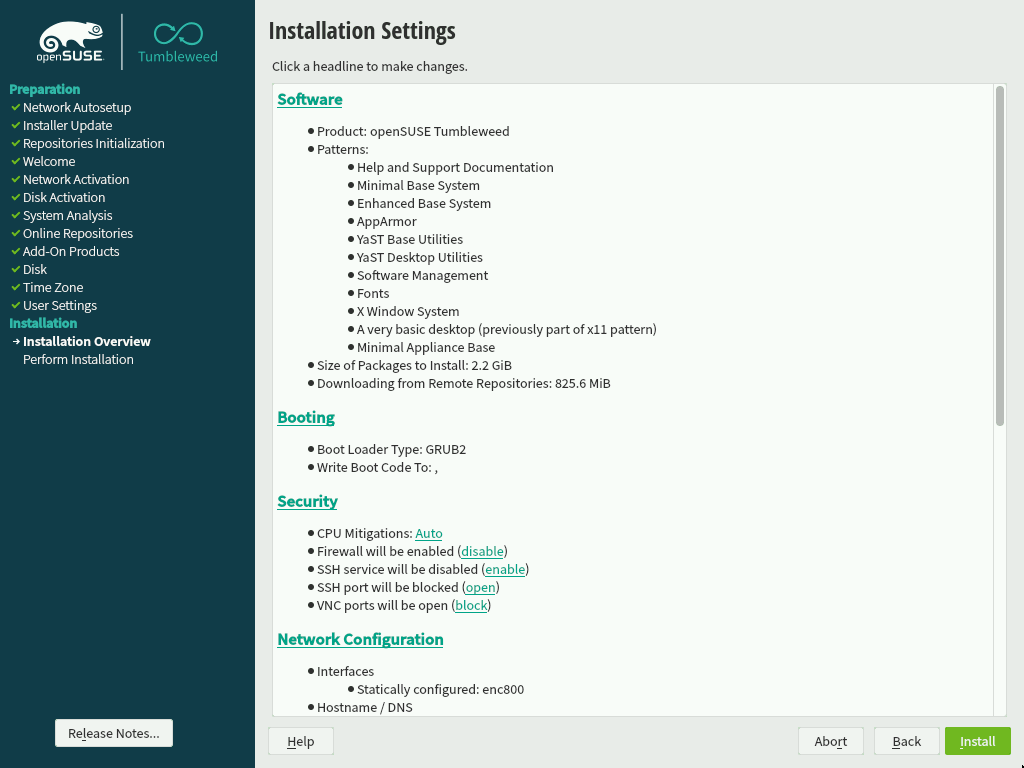 openSUSE
Tumbleweed
Preparation
Network Autosetup
Installer Update
Repositories Initialization
Welcome
Network Activation
Disk Activation
System Analysis
Online Repositories
Add-On Products
Disk
Time Zone
User Settings
Installation
Installation Overview
Perform Installation
Release Notes...
Installation Settings
Click a headline to make changes.
Software
Product: openSUSE Tumbleweed
Patterns:
Help and Support Documentation
Minimal Base System
Enhanced Base System
AppArmor
YaST Base Utilities
YaST Desktop Utilities
Software Management
Fonts
X Window System
A very basic desktop (previously part of x11 pattern)
Minimal Appliance Base
Size of Packages to Install: 2.2 GiB
Downloading from Remote Repositories: 825.6 MiB
Booting
Boot Loader Type: GRUB2
Write Boot Code To: ,
Security
CPU Mitigations: Auto
Firewall will be enabled (disable)
SSH service will be disabled (enable)
SSH port will be blocked (open)
VNC ports will be open (block)
Network Configuration
Interfaces
Statically configured: enc800
Hostname / DNS
Help
Abort
Back
Install